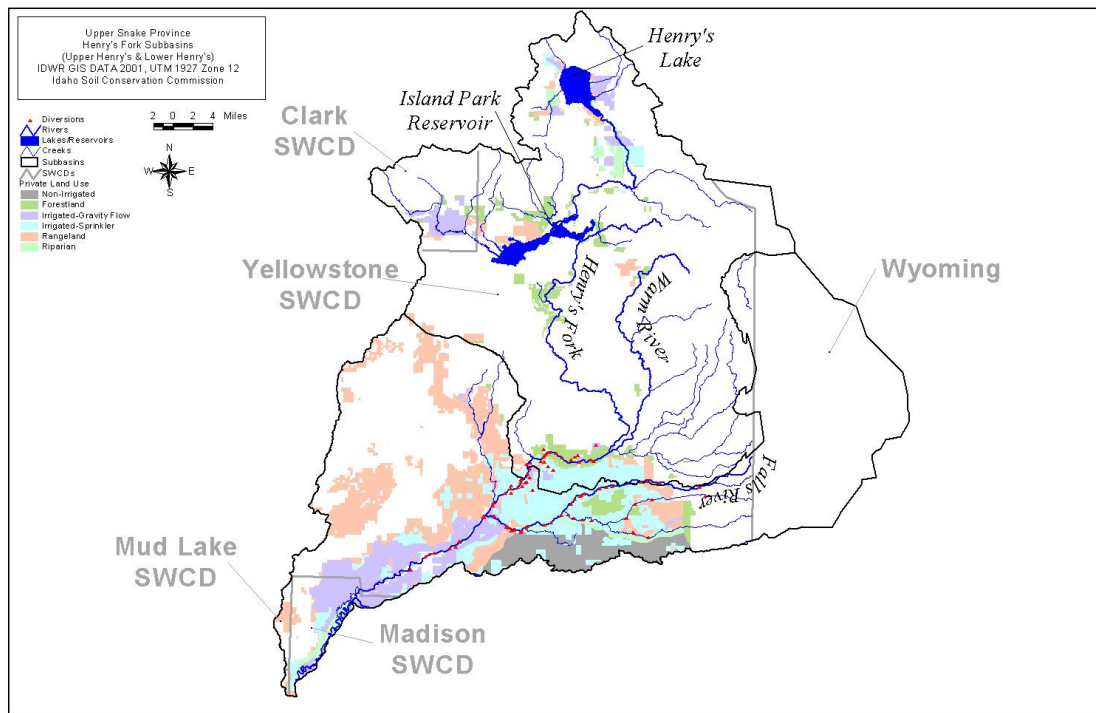 Upper Snake Province
Henry's Fork Subbasins
(Upper Henry's & Lower Henry's)
IDWR GIS DATA 2001, UTM 1927 Zone 12
Idaho Soil Conservation Commission
Diversions
Rivers
Lakes/Reservoirs
Creeks
Subbasins
SWCDs
Private Land Use
Non-Irrigated
Forestland
Irrigated-Gravity Flow
Irrigated-Sprinkler
Rangeland
Riparian
2 0 2 4 Miles
N
W E
S
Henry's
Lake
Island Park
Reservoir
Clark
SWCD
Yellowstone
SWCD
Wyoming
Henry's Fork
Warm River
Falls River
Mud Lake
SWCD
Madison
SWCD